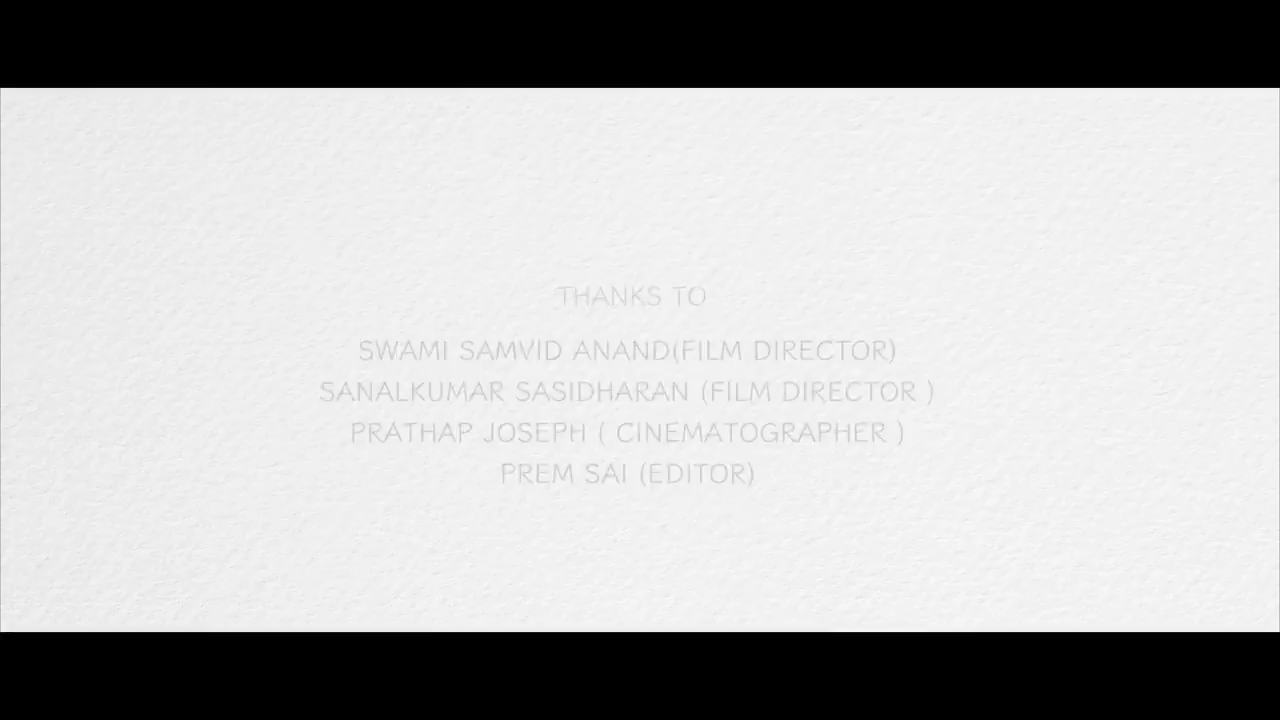 THANKS TO
SWAMI SAMVID ANAND(FILM DIRECTOR)
SANALKUMAR SASIDHARAN (FILM DIRECTOR )
PRATHAP JOSEPH ( CINEMATOGRAPHER )
PREM SAI (EDITOR)